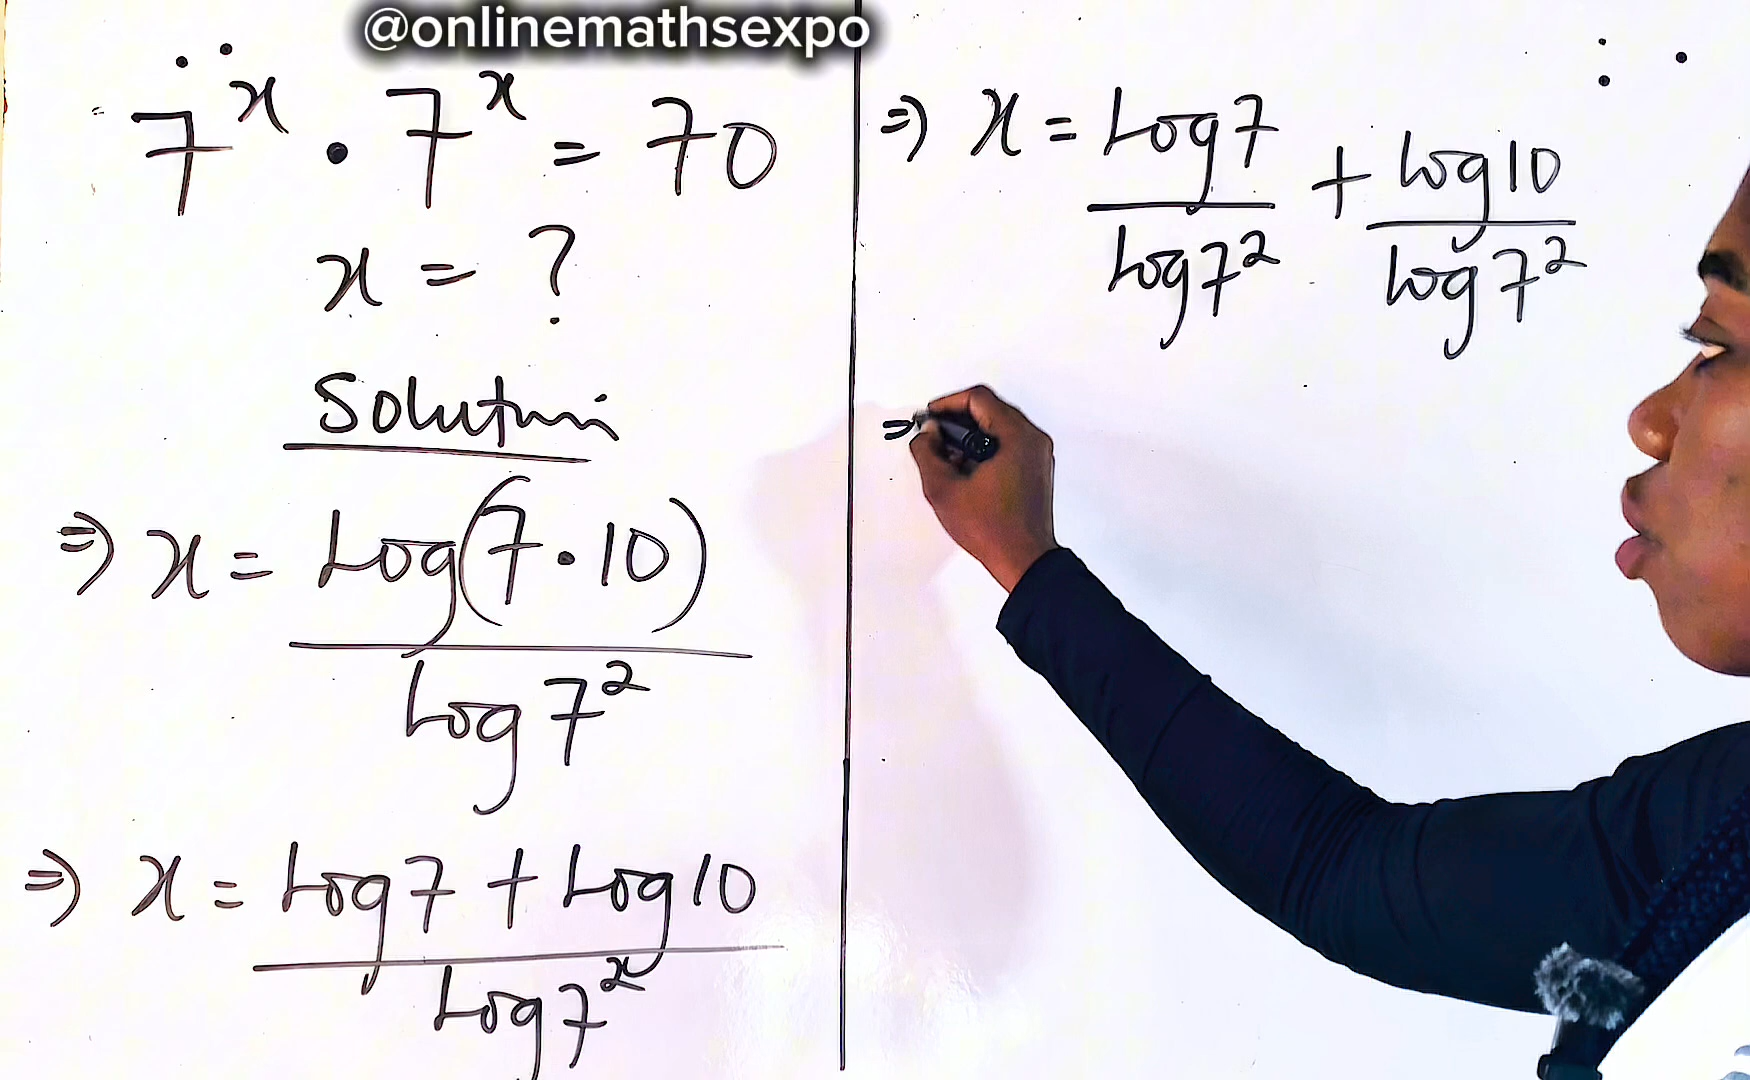 @onlinemathsexpo
7^x · 7^x = 70
x = ?
Solution
⇒ x = Log(7·10)
Log7²
⇒ x = Log7 + Log10
Log7²
⇒ x = Log7 + Log10
Log7² Log7²
⇒